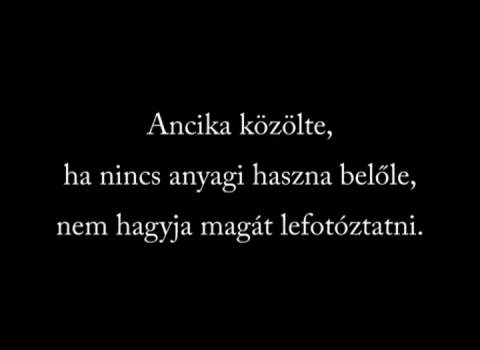 Ancika közölte,
ha nincs anyagi haszna belőle,
nem hagyja magát lefotóztatni.